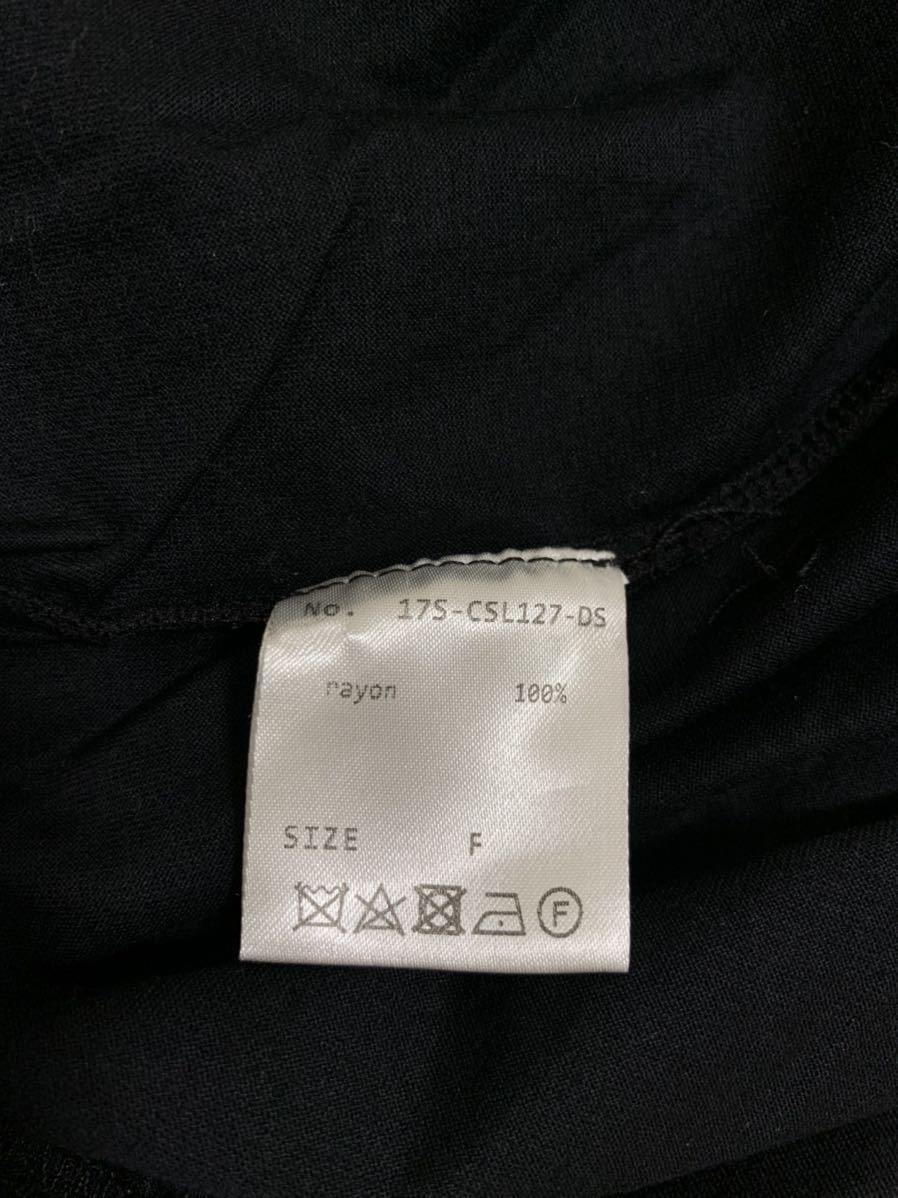 No. 17S-CSL127-DS
rayon 100%
SIZE F
F